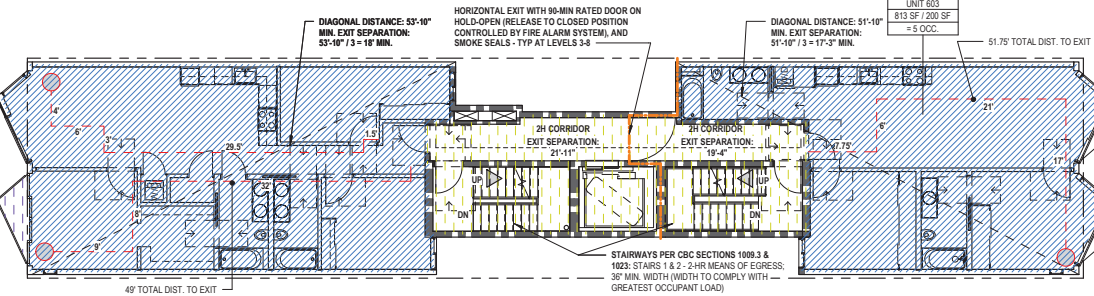 DIAGONAL DISTANCE: 53'-10"
MIN. EXIT SEPARATION:
53'-10" / 3 = 18' MIN.
HORIZONTAL EXIT WITH 90-MIN RATED DOOR ON
HOLD-OPEN (RELEASE TO CLOSED POSITION
CONTROLLED BY FIRE ALARM SYSTEM), AND
SMOKE SEALS - TYP AT LEVELS 3-8
DIAGONAL DISTANCE: 51'-10"
MIN. EXIT SEPARATION:
51'-10" / 3 = 17'-3" MIN.
UNIT 603
813 SF / 200 SF
= 5 OCC.
51.75' TOTAL DIST. TO EXIT
4'
6'
3'
29.5'
1.5'
2H CORRIDOR
EXIT SEPARATION:
21'-11"
2H CORRIDOR
EXIT SEPARATION:
19'-4"
21'
6'
7.75'
17'
UP
DN
UP
DN
32'
8'
9'
49' TOTAL DIST. TO EXIT
STAIRWAYS PER CBC SECTIONS 1009.3 &
1023: STAIRS 1 & 2 - 2-HR MEANS OF EGRESS;
36" MIN. WIDTH (WIDTH TO COMPLY WITH
GREATEST OCCUPANT LOAD)